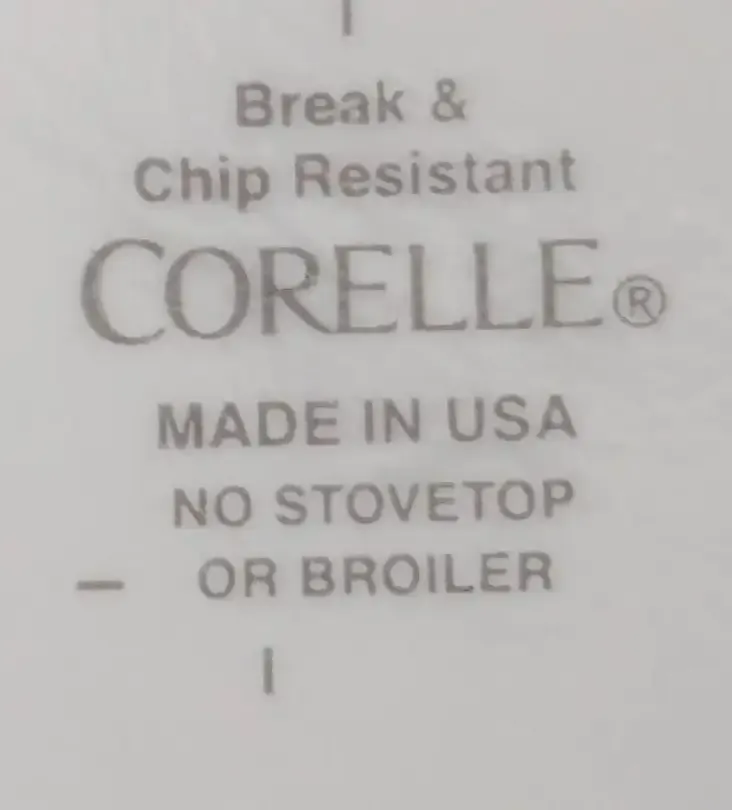 Break &
Chip Resistant
CORELLE®
MADE IN USA
NO STOVETOP
OR BROILER